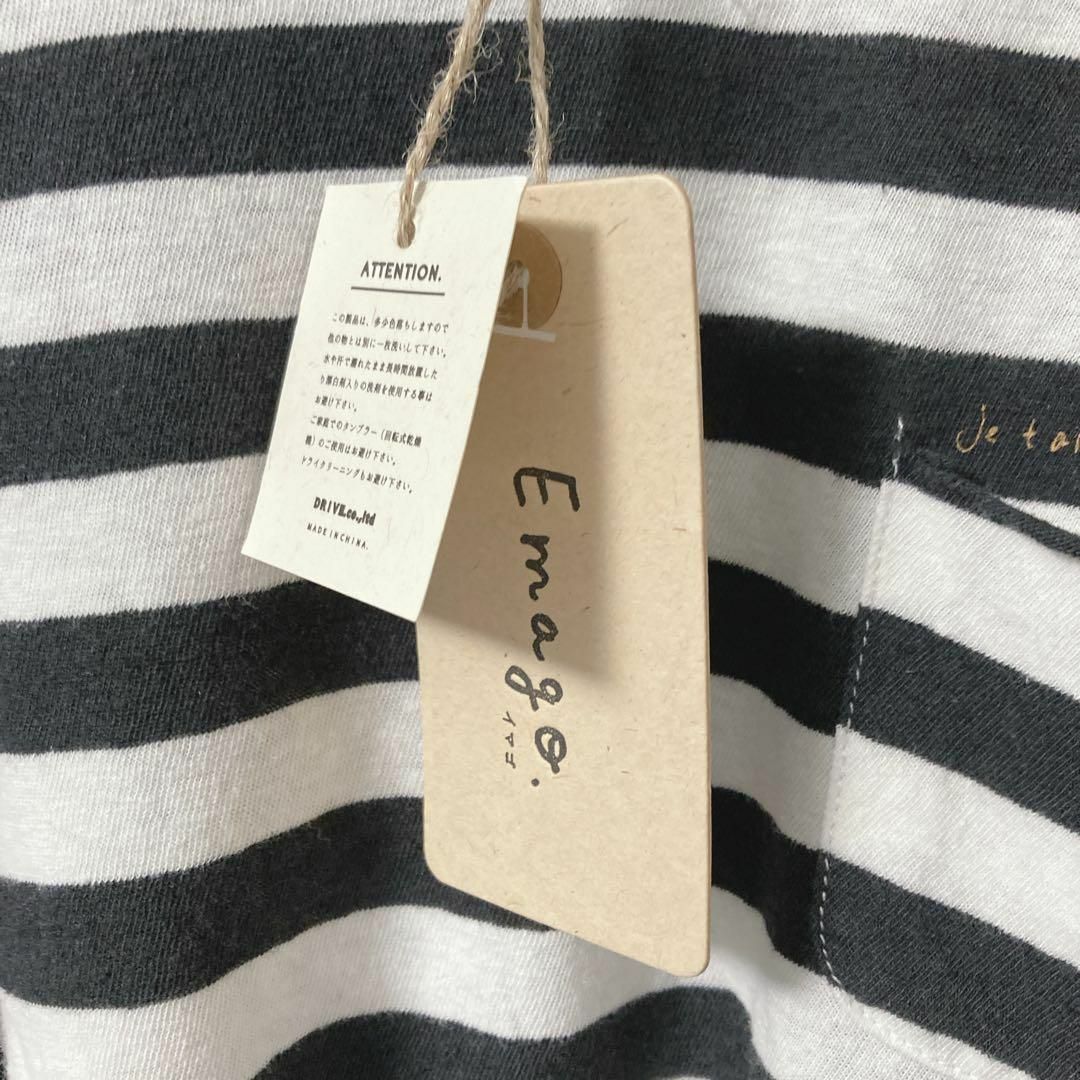 ATTENTION.
この製品は、多少色落ちしますので
他の物とは別に一枚洗いして下さい。
水や汗で濡れたまま長時間放置した
り漂白剤入りの洗剤を使用する事は
お避け下さい。
ご家庭でのタンブラー（回転式乾燥
機）のご使用はお避け下さい。
ドライクリーニングもお避け下さい。
DRIVE.co.,ltd
MADE IN CHINA.
Emago.
イマゴ
je t ai